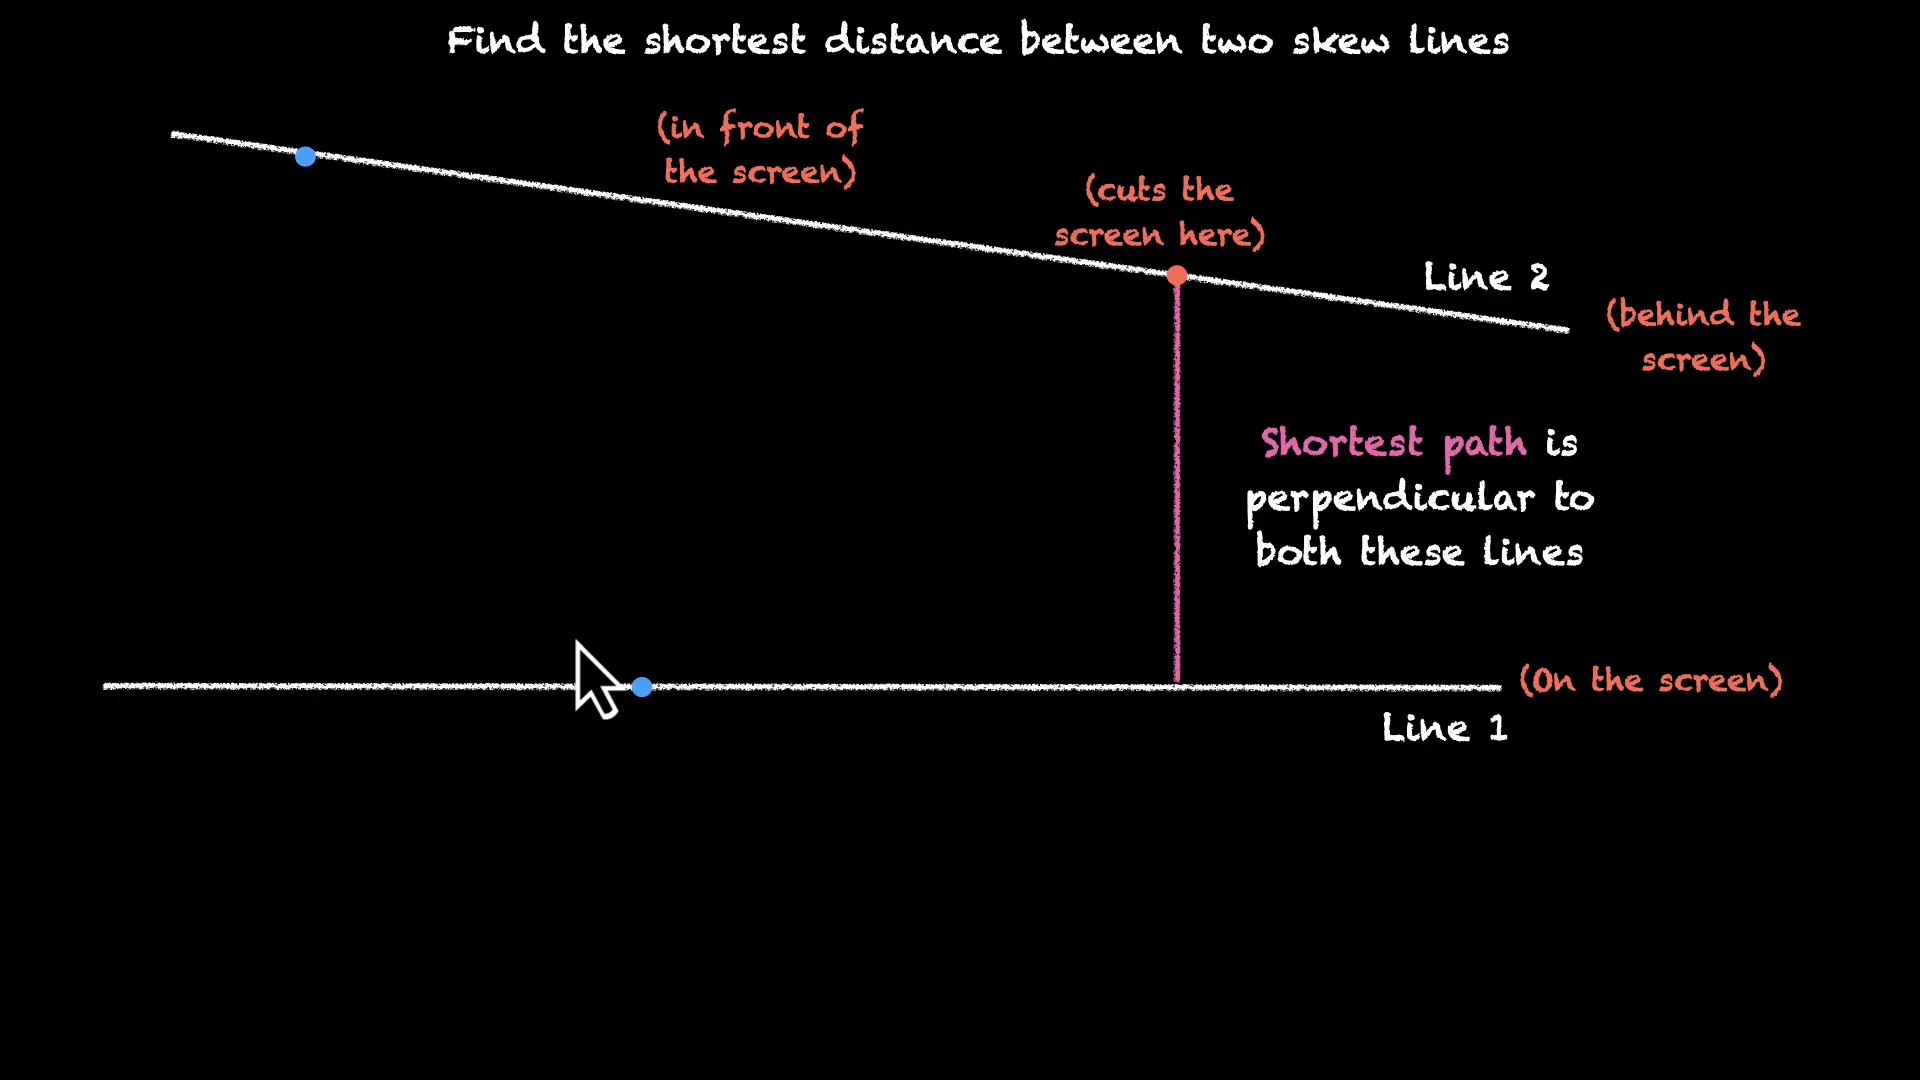 Find the shortest distance between two skew lines
(in front of
the screen)
(cuts the
screen here)
Line 2
(behind the
screen)
Shortest path is
perpendicular to
both these lines
(On the screen)
Line 1